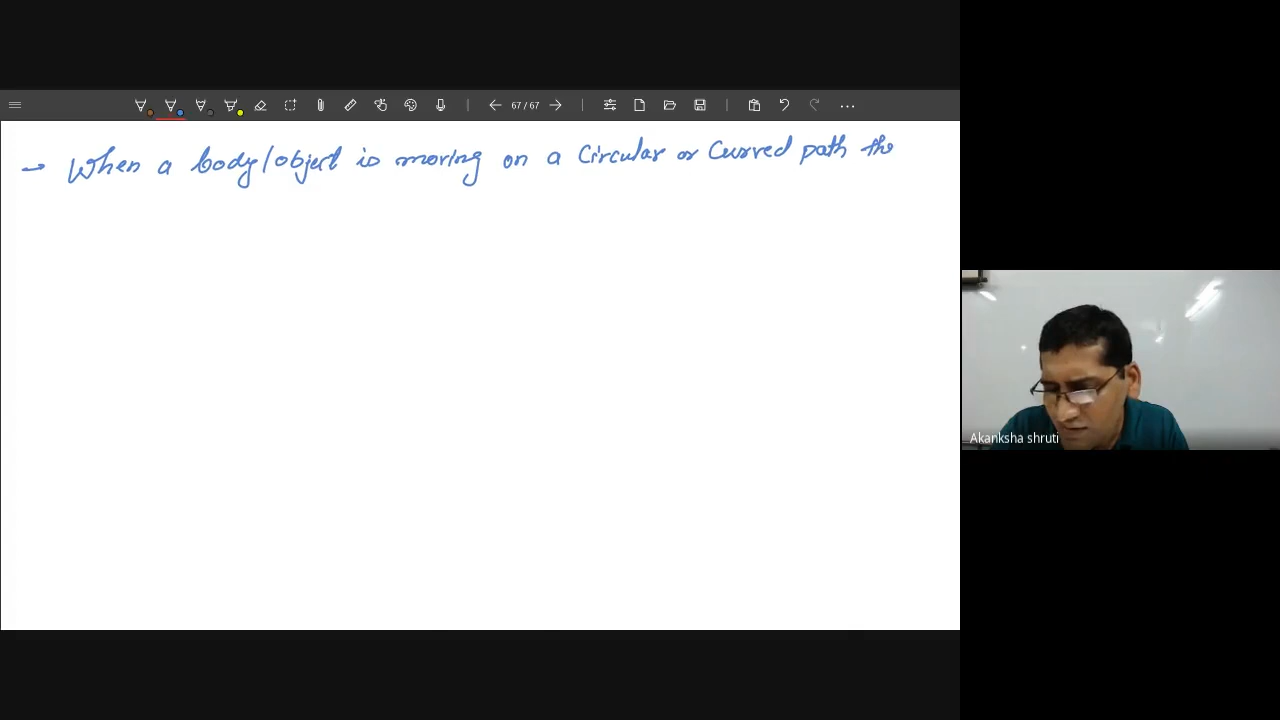 67 / 67
→ When a body/object is moving on a Circular or Curved path the
Akanksha shruti